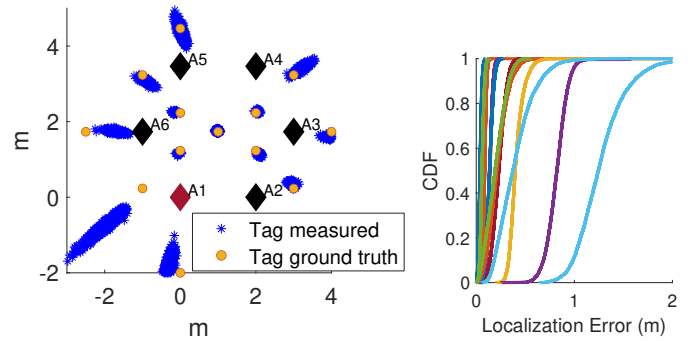 4
2
0
-2
m
-2
0
2
4
m
A5
A4
A6
A3
A1
A2
Tag measured
Tag ground truth
1
0.8
0.6
0.4
0.2
0
CDF
0
1
2
Localization Error (m)